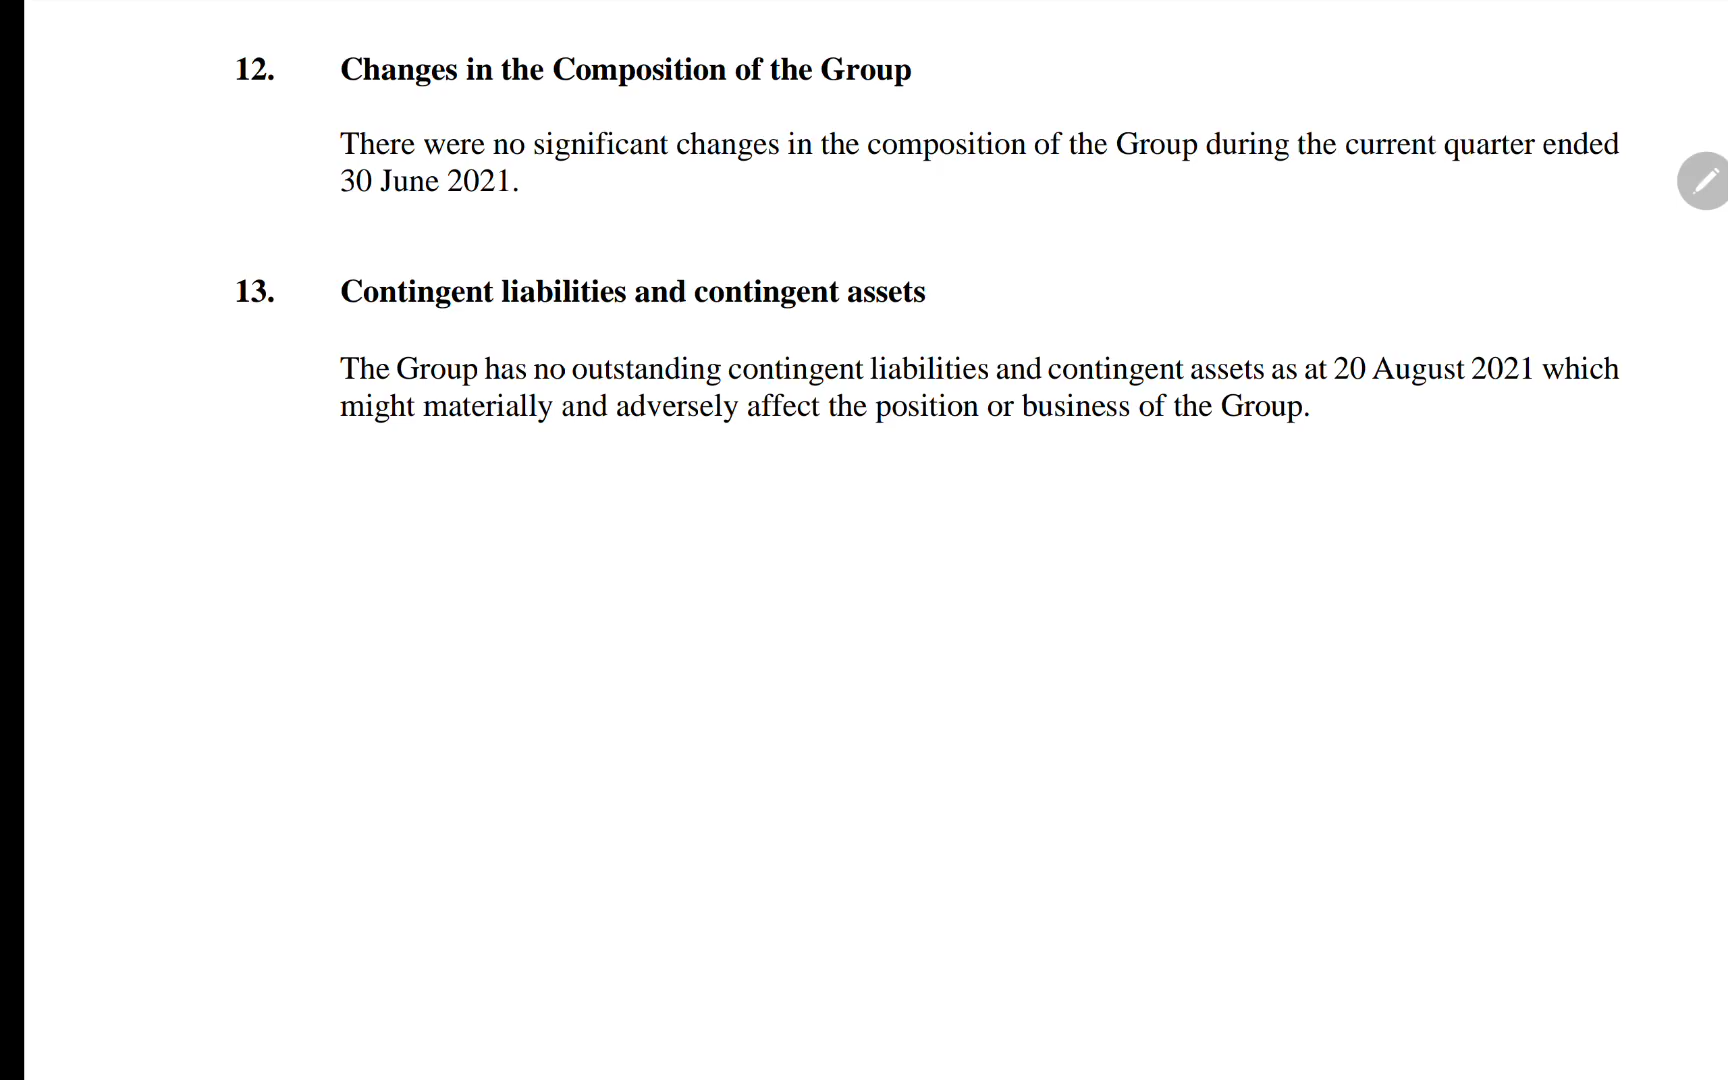 12. Changes in the Composition of the Group
There were no significant changes in the composition of the Group during the current quarter ended
30 June 2021.
13. Contingent liabilities and contingent assets
The Group has no outstanding contingent liabilities and contingent assets as at 20 August 2021 which
might materially and adversely affect the position or business of the Group.